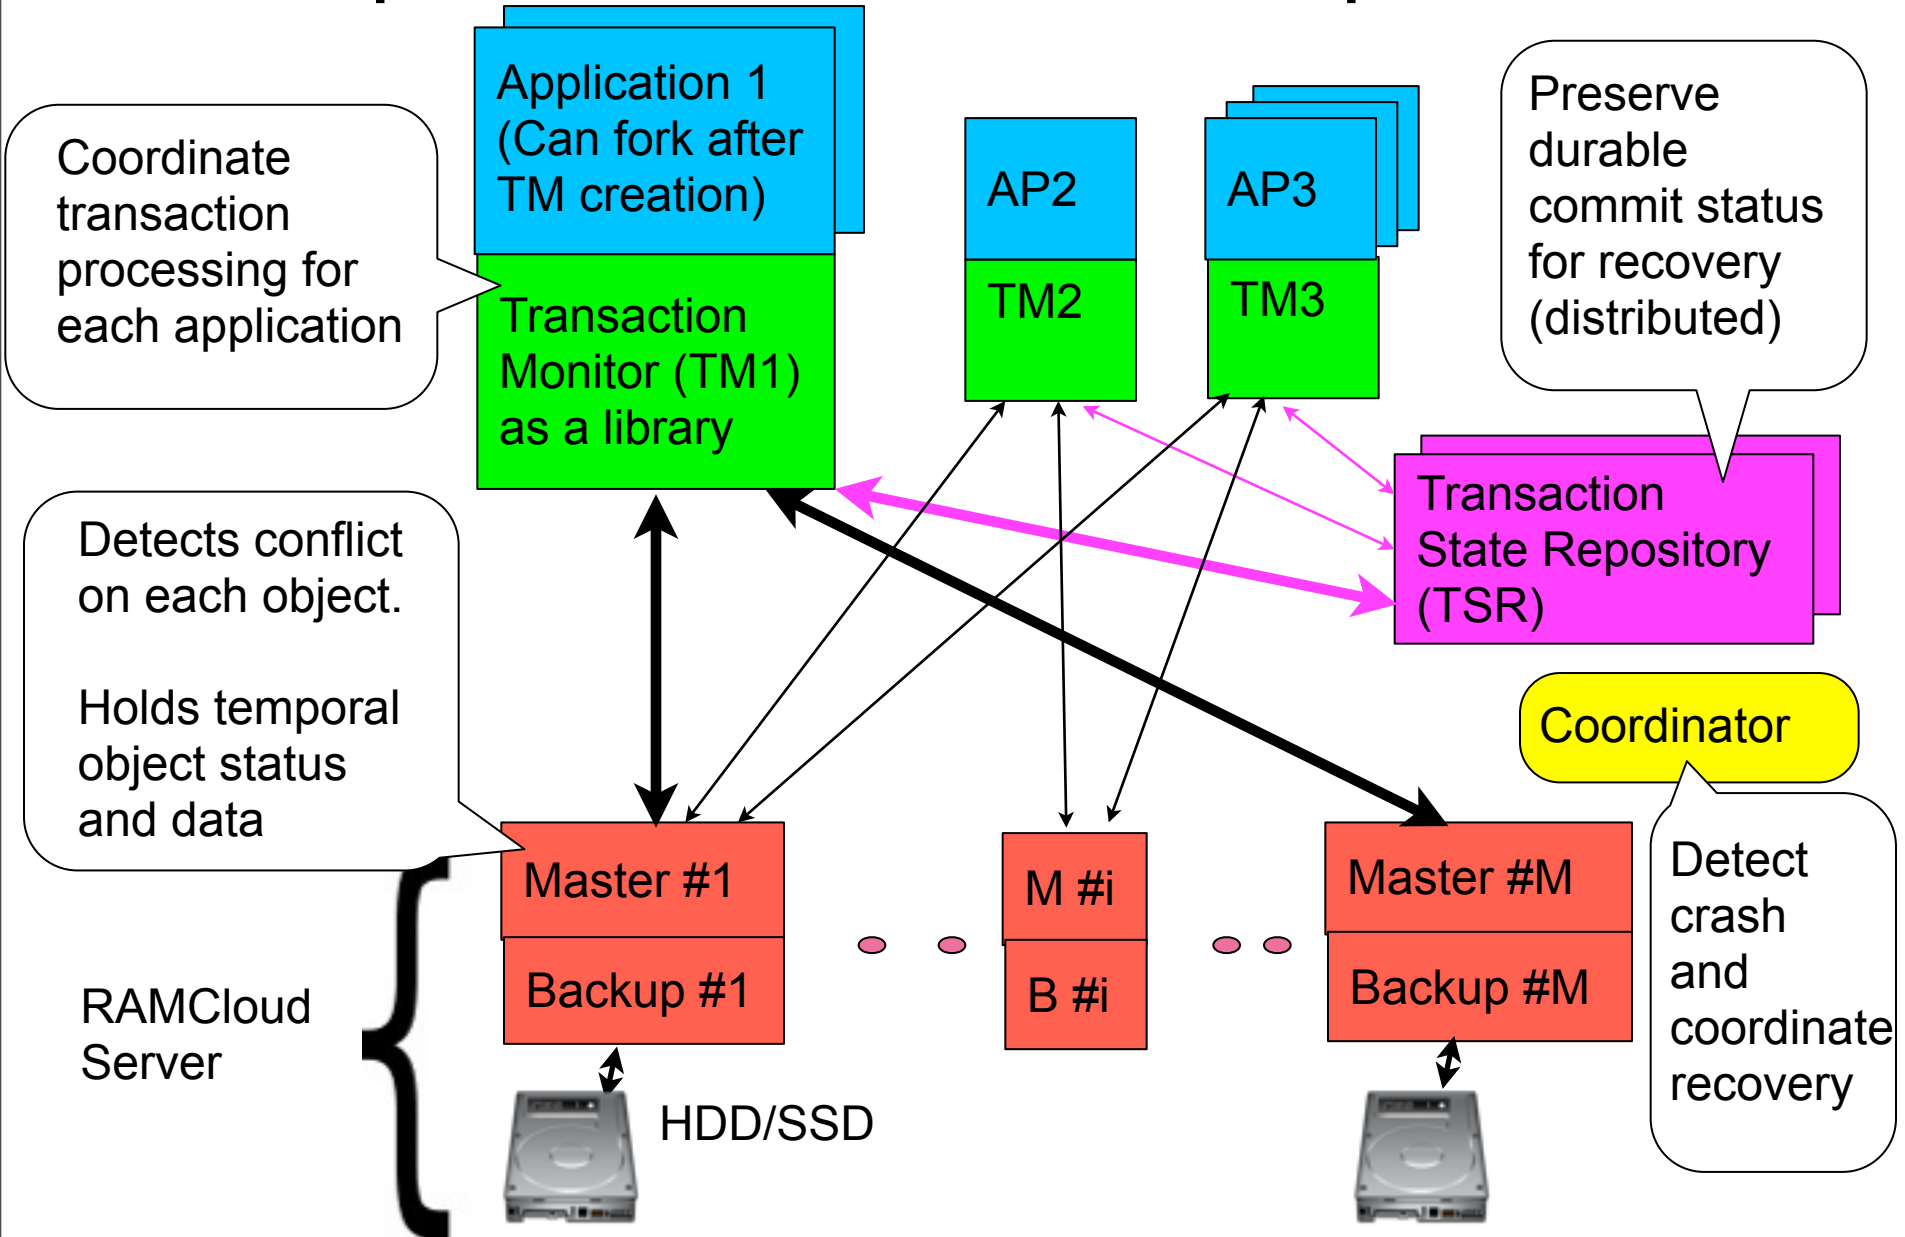 Application 1
(Can fork after
TM creation)
Coordinate
transaction
processing for
each application
Transaction
Monitor (TM1)
as a library
AP2
TM2
AP3
TM3
Preserve
durable
commit status
for recovery
(distributed)
Transaction
State Repository
(TSR)
Detects conflict
on each object.
Holds temporal
object status
and data
Coordinator
Detect
crash
and
coordinate
recovery
Master #1
Backup #1
M #i
B #i
Master #M
Backup #M
RAMCloud
Server
HDD/SSD